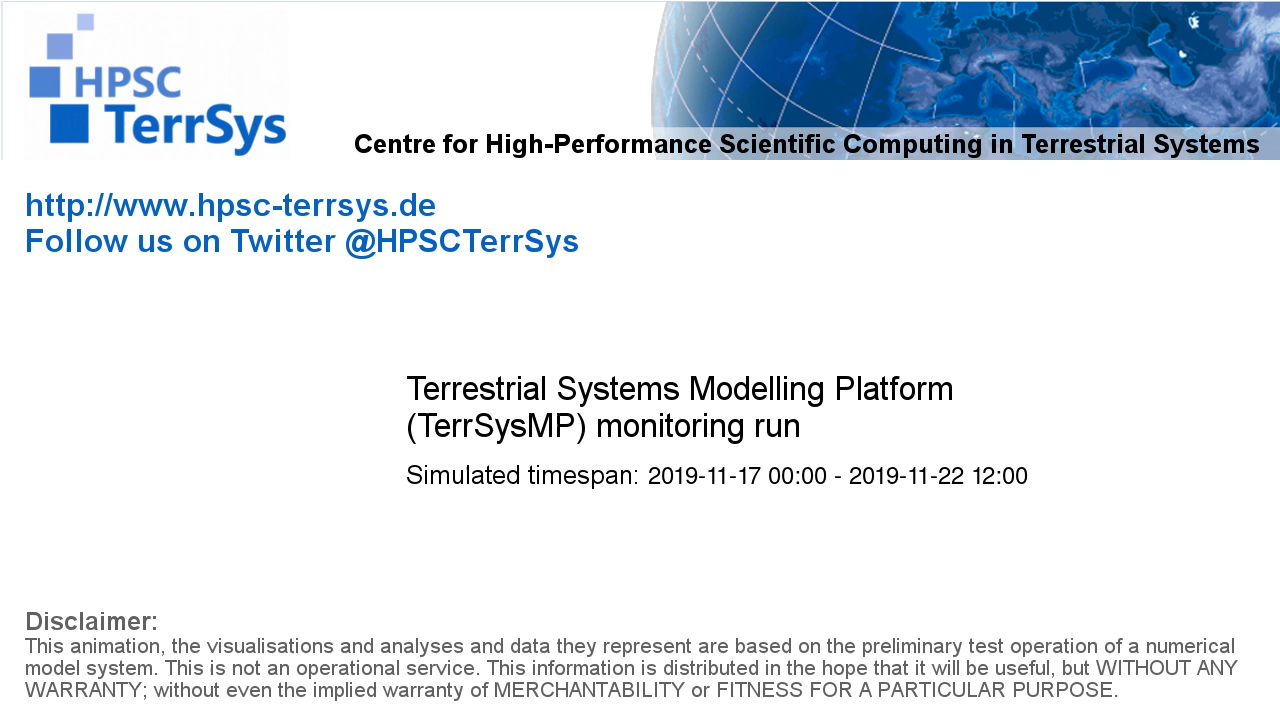 HPSC
TerrSys
Centre for High-Performance Scientific Computing in Terrestrial Systems
http://www.hpsc-terrsys.de
Follow us on Twitter @HPSCTerrSys
Terrestrial Systems Modelling Platform
(TerrSysMP) monitoring run
Simulated timespan: 2019-11-17 00:00 - 2019-11-22 12:00
Disclaimer:
This animation, the visualisations and analyses and data they represent are based on the preliminary test operation of a numerical
model system. This is not an operational service. This information is distributed in the hope that it will be useful, but WITHOUT ANY
WARRANTY; without even the implied warranty of MERCHANTABILITY or FITNESS FOR A PARTICULAR PURPOSE.